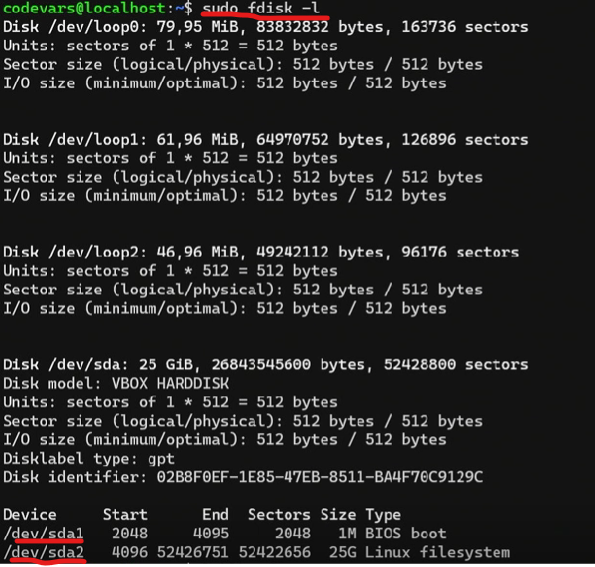 codevars@localhost:~$ sudo fdisk -l
Disk /dev/loop0: 79,95 MiB, 83832832 bytes, 163736 sectors
Units: sectors of 1 * 512 = 512 bytes
Sector size (logical/physical): 512 bytes / 512 bytes
I/O size (minimum/optimal): 512 bytes / 512 bytes
Disk /dev/loop1: 61,96 MiB, 64970752 bytes, 126896 sectors
Units: sectors of 1 * 512 = 512 bytes
Sector size (logical/physical): 512 bytes / 512 bytes
I/O size (minimum/optimal): 512 bytes / 512 bytes
Disk /dev/loop2: 46,96 MiB, 49242112 bytes, 96176 sectors
Units: sectors of 1 * 512 = 512 bytes
Sector size (logical/physical): 512 bytes / 512 bytes
I/O size (minimum/optimal): 512 bytes / 512 bytes
Disk /dev/sda: 25 GiB, 26843545600 bytes, 52428800 sectors
Disk model: VBOX HARDDISK
Units: sectors of 1 * 512 = 512 bytes
Sector size (logical/physical): 512 bytes / 512 bytes
I/O size (minimum/optimal): 512 bytes / 512 bytes
Disklabel type: gpt
Disk identifier: 02B8F0EF-1E85-47EB-8511-BA4F70C9129C
Device Start End Sectors Size Type
/dev/sda1 2048 4095 2048 1M BIOS boot
/dev/sda2 4096 52426751 52422656 25G Linux filesystem